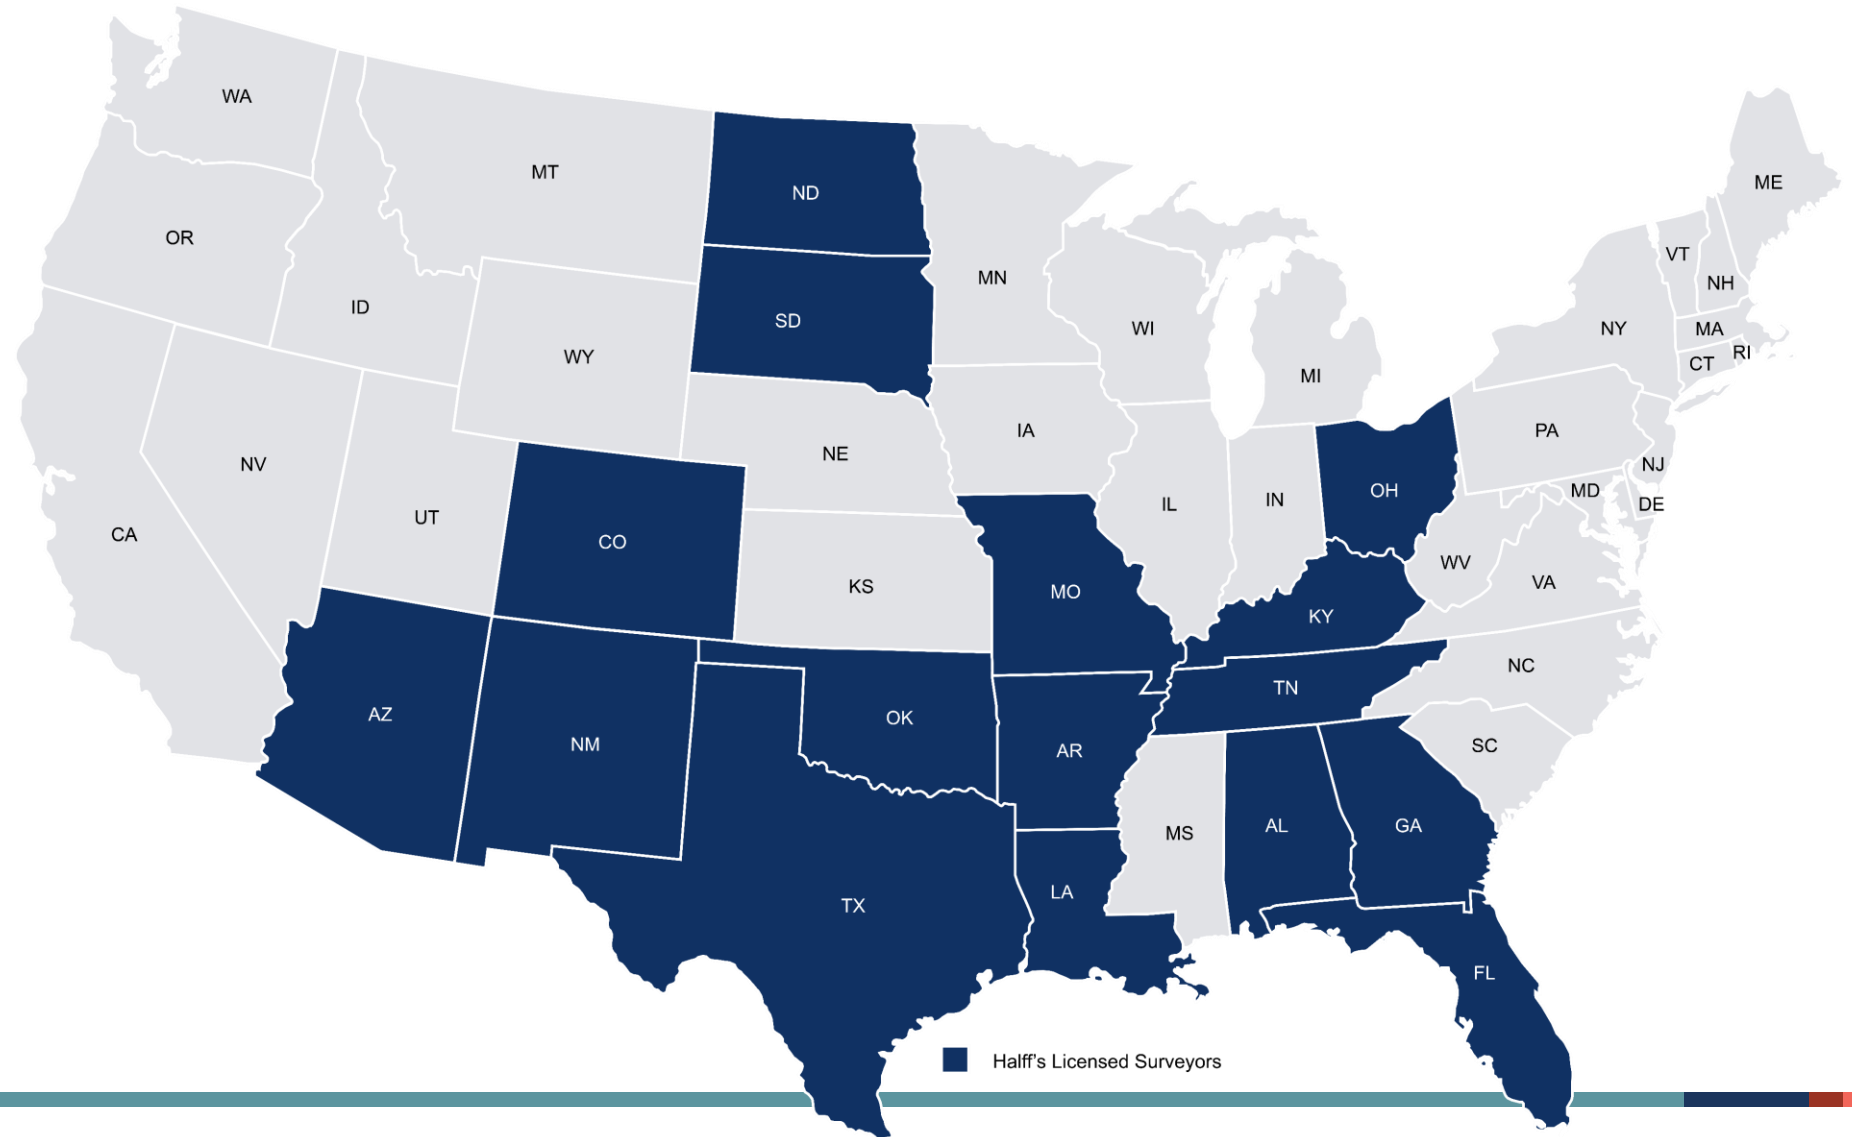 WA
MT
ND
ME
OR
MN
VT
NH
ID
SD
WI
NY
MA
WY
MI
CT
RI
IA
PA
NE
NV
NJ
OH
MD
IN
IL
DE
UT
CA
CO
WV
KS
MO
VA
KY
NC
TN
AZ
OK
NM
SC
AR
AL
GA
MS
LA
TX
FL
Halff's Licensed Surveyors